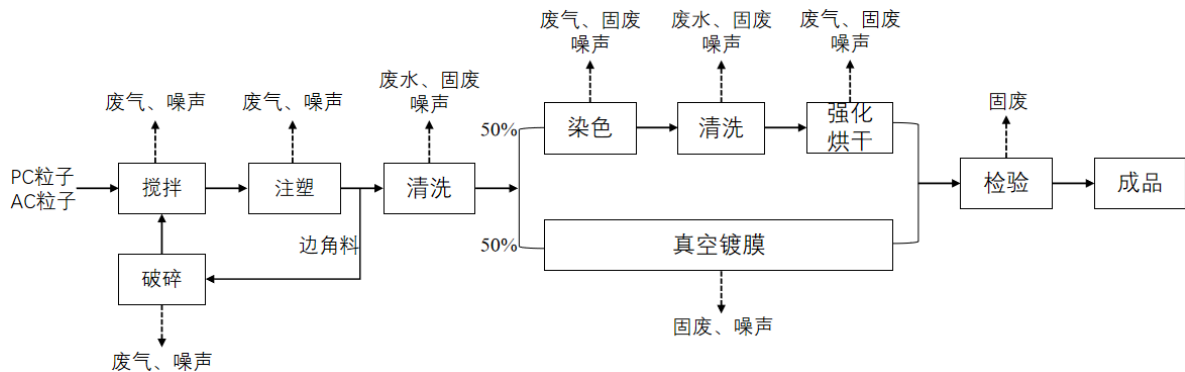 废气、固废
噪声
废水、固废
噪声
废气、固废
噪声
废气、噪声
废气、噪声
废水、固废
噪声
固废
50%
染色
清洗
强化
烘干
PC粒子
AC粒子
搅拌
注塑
清洗
检验
成品
边角料
50%
真空镀膜
破碎
固废、噪声
废气、噪声